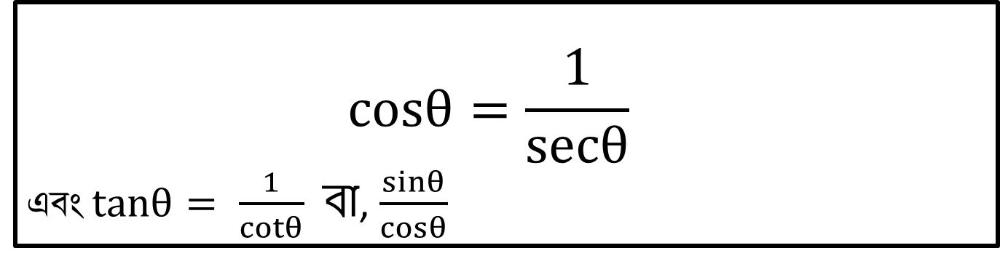 cosθ = 1/secθ
এবং tanθ = 1/cotθ বা, sinθ/cosθ